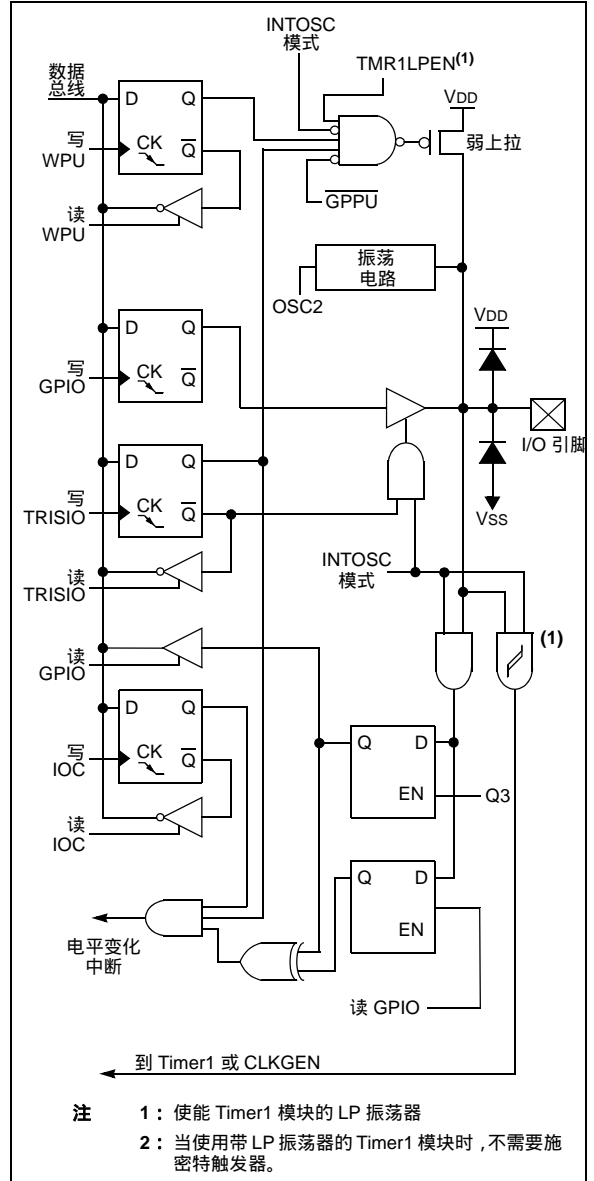 INTOSC
模式
TMR1LPEN(1)
数据
总线
VDD
D
Q
写
WPU
CK
Q
弱上拉
GPPU
读
WPU
振荡
电路
OSC2
VDD
D
Q
写
GPIO
CK
Q
I/O 引脚
D
Q
写
TRISIO
CK
Q
VSS
INTOSC
模式
读
TRISIO
(1)
读
GPIO
D
Q
写
IOC
CK
Q
Q
D
EN
Q3
读
IOC
Q
D
EN
电平变化
中断
读 GPIO
到 Timer1 或 CLKGEN
注 1：使能 Timer1 模块的 LP 振荡器
2：当使用带 LP 振荡器的 Timer1 模块时，不需要施
密特触发器。